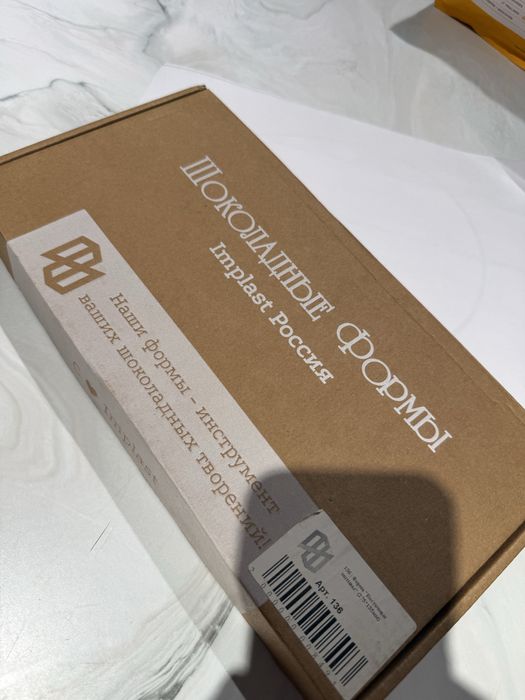 ШОКОЛАДНЫЕ ФОРМЫ
Implast Россия
Наши формы – инструмент
ваших шоколадных творений!
С Implast
Арт. 136